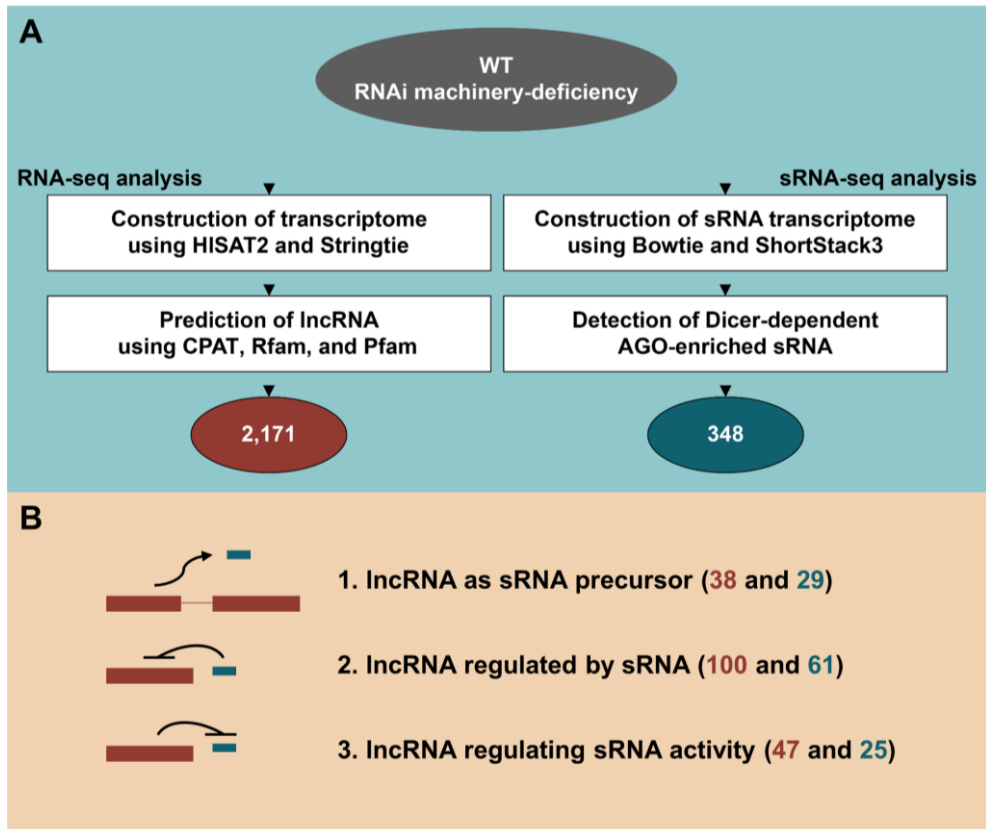 A
WT
RNAi machinery-deficiency
RNA-seq analysis
sRNA-seq analysis
Construction of transcriptome
using HISAT2 and Stringtie
Construction of sRNA transcriptome
using Bowtie and ShortStack3
Prediction of lncRNA
using CPAT, Rfam, and Pfam
Detection of Dicer-dependent
AGO-enriched sRNA
2,171
348
B
1. lncRNA as sRNA precursor (38 and 29)
2. lncRNA regulated by sRNA (100 and 61)
3. lncRNA regulating sRNA activity (47 and 25)